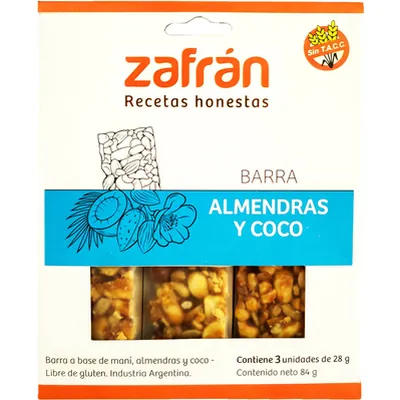 Sin T.A.C.C.
zafrán
Recetas honestas
BARRA
ALMENDRAS
Y COCO
Barra a base de maní, almendras y coco -
Libre de gluten. Industria Argentina.
Contiene 3 unidades de 28 g
Contenido neto 84 g